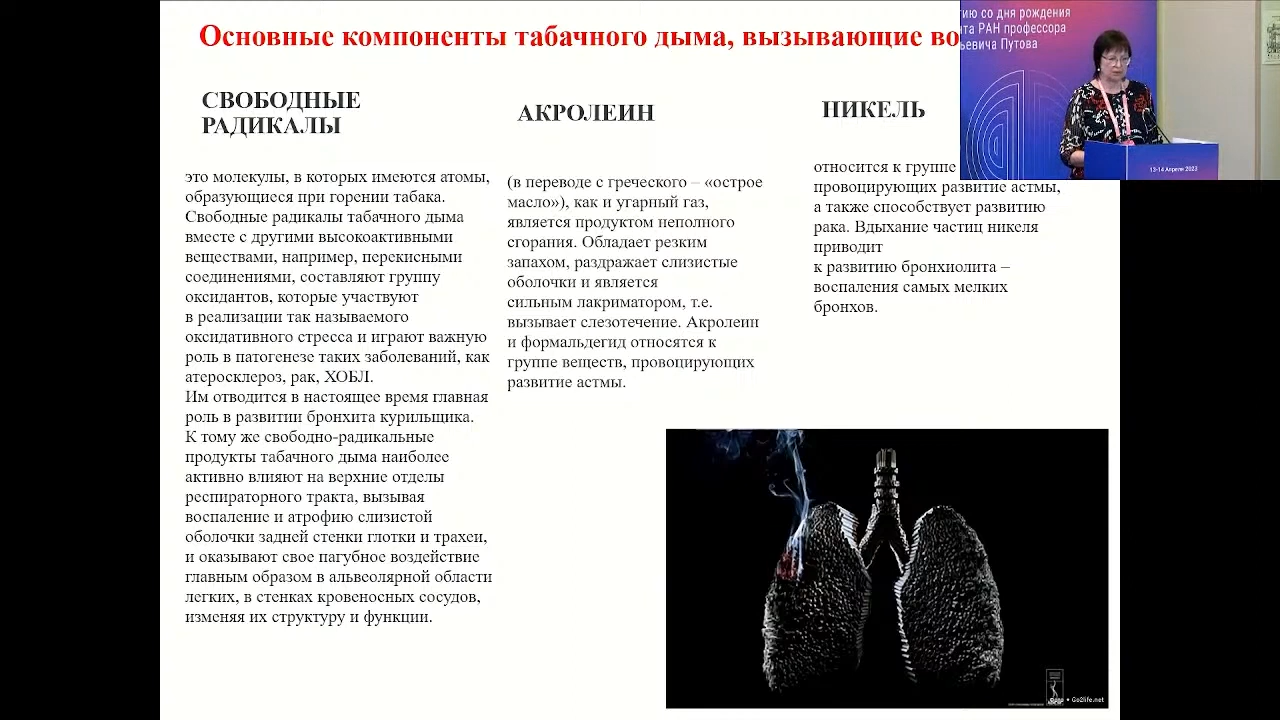 Основные компоненты табачного дыма, вызывающие
СВОБОДНЫЕ
РАДИКАЛЫ
это молекулы, в которых имеются атомы,
образующиеся при горении табака.
Свободные радикалы табачного дыма
вместе с другими высокоактивными
веществами, например, перекисными
соединениями, составляют группу
оксидантов, которые участвуют
в реализации так называемого
оксидативного стресса и играют важную
роль в патогенезе таких заболеваний, как
атеросклероз, рак, ХОБЛ.
Им отводится в настоящее время главная
роль в развитии бронхита курильщика.
К тому же свободно-радикальные
продукты табачного дыма наиболее
активно влияют на верхние отделы
респираторного тракта, вызывая
воспаление и атрофию слизистой
оболочки задней стенки глотки и трахеи,
и оказывают свое пагубное воздействие
главным образом в альвеолярной области
легких, в стенках кровеносных сосудов,
изменяя их структуру и функции.
АКРОЛЕИН
(в переводе с греческого – «острое
масло»), как и угарный газ,
является продуктом неполного
сгорания. Обладает резким
запахом, раздражает слизистые
оболочки и является
сильным лакриматором, т.е.
вызывает слезотечение. Акролеин
и формальдегид относятся к
группе веществ, провоцирующих
развитие астмы.
НИКЕЛЬ
относится к группе
провоцирующих развитие астмы,
а также способствует развитию
рака. Вдыхание частиц никеля
приводит
к развитию бронхиолита –
воспаления самых мелких
бронхов.
со дня рождения
РАН профессора
Путова
13-14 Апреля 2023
Go2life.net